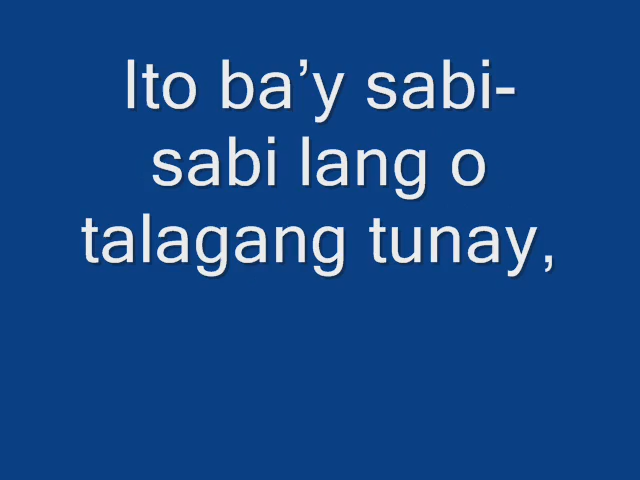 Ito ba’y sabi-
sabi lang o
talagang tunay,